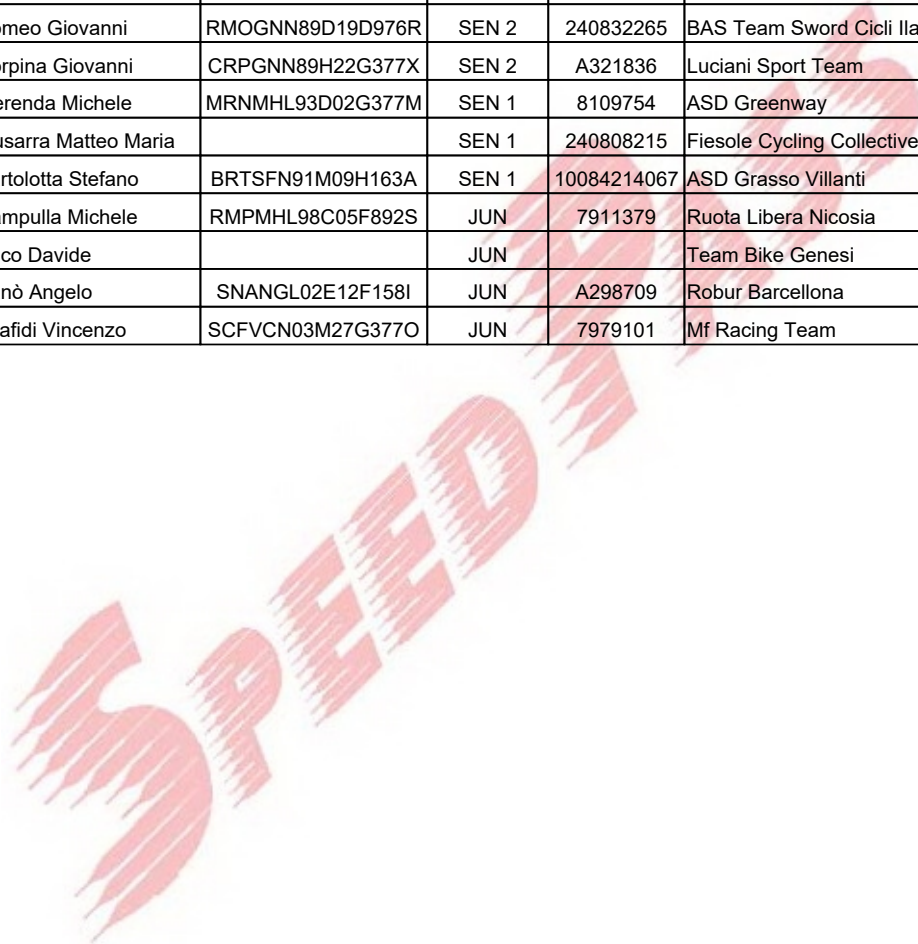 omeo Giovanni RMOGNN89D19D976R SEN 2 240832265 BAS Team Sword Cicli Ila
orpina Giovanni CRPGNN89H22G377X SEN 2 A321836 Luciani Sport Team
erenda Michele MRNMHL93D02G377M SEN 1 8109754 ASD Greenway
usarra Matteo Maria SEN 1 240808215 Fiesole Cycling Collective
rtolotta Stefano BRTSFN91M09H163A SEN 1 10084214067 ASD Grasso Villanti
ampulla Michele RMPMHL98C05F892S JUN 7911379 Ruota Libera Nicosia
co Davide JUN Team Bike Genesi
nò Angelo SNANGL02E12F158I JUN A298709 Robur Barcellona
afidi Vincenzo SCFVCN03M27G377O JUN 7979101 Mf Racing Team
SPEED PASS